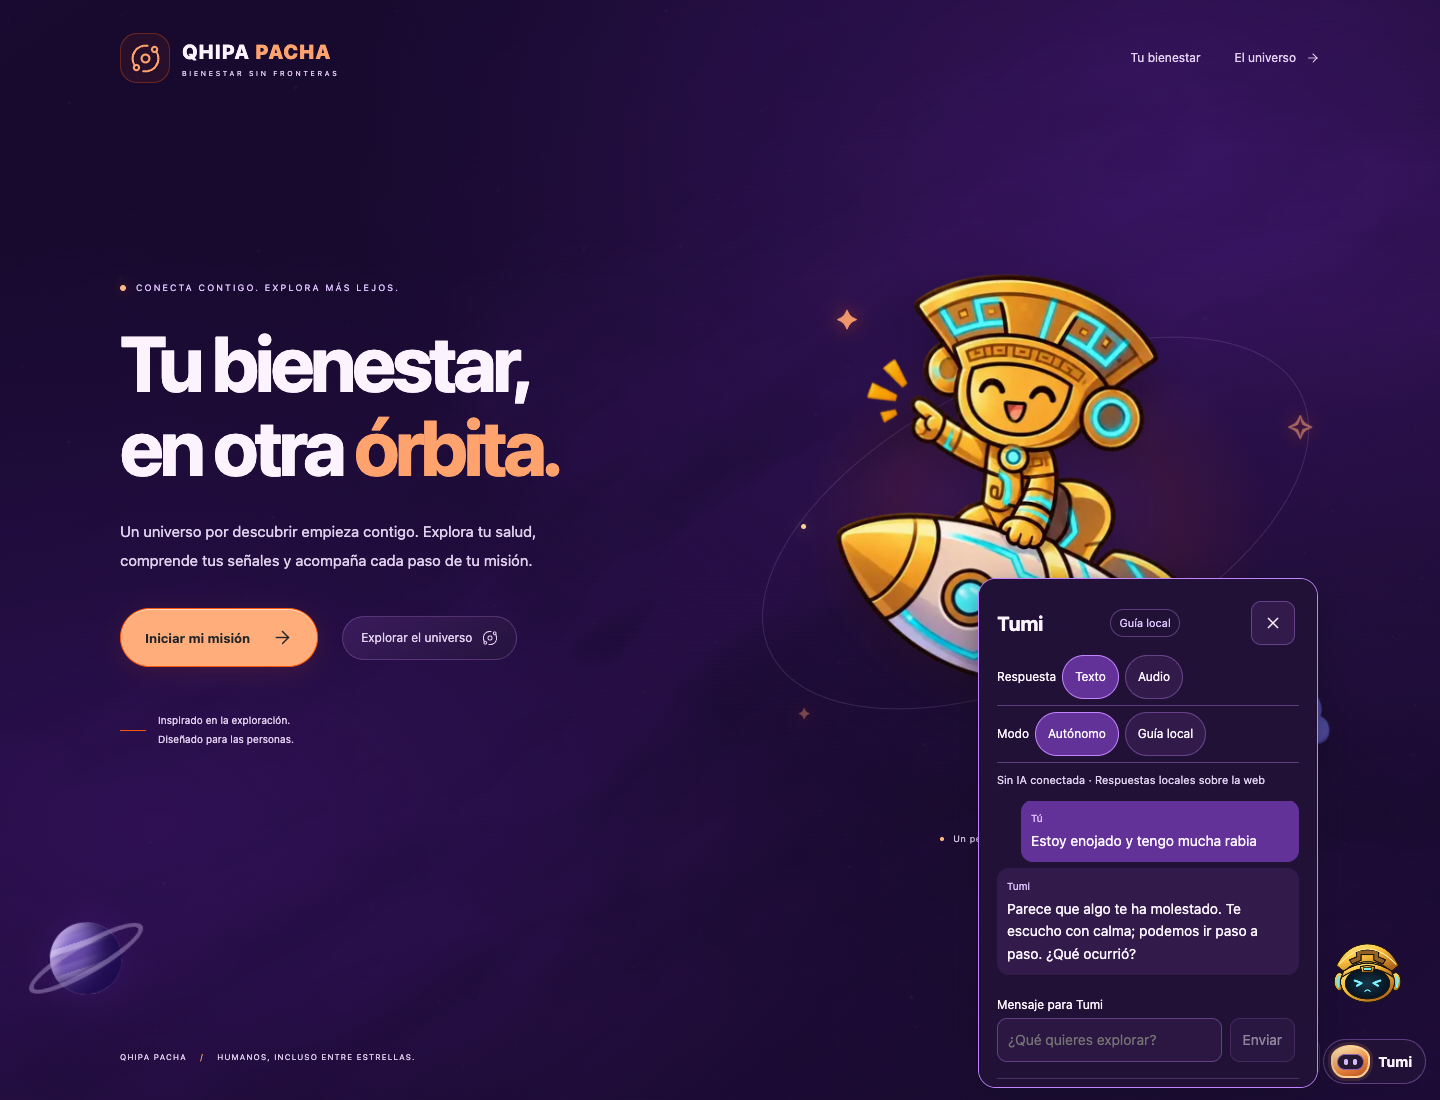 QHIPA PACHA
BIENESTAR SIN FRONTERAS
Tu bienestar
El universo
CONECTA CONTIGO. EXPLORA MÁS LEJOS.
Tu bienestar,
en otra órbita.
Un universo por descubrir empieza contigo. Explora tu salud,
comprende tus señales y acompaña cada paso de tu misión.
Iniciar mi misión
Explorar el universo
Inspirado en la exploración.
Diseñado para las personas.
Un
Tumi
Guía local
Respuesta
Texto
Audio
Modo
Autónomo
Guía local
Sin IA conectada · Respuestas locales sobre la web
Tú
Estoy enojado y tengo mucha rabia
Tumi
Parece que algo te ha molestado. Te
escucho con calma; podemos ir paso a
paso. ¿Qué ocurrió?
Mensaje para Tumi
¿Qué quieres explorar?
Enviar
Tumi
QHIPA PACHA / HUMANOS, INCLUSO ENTRE ESTRELLAS.